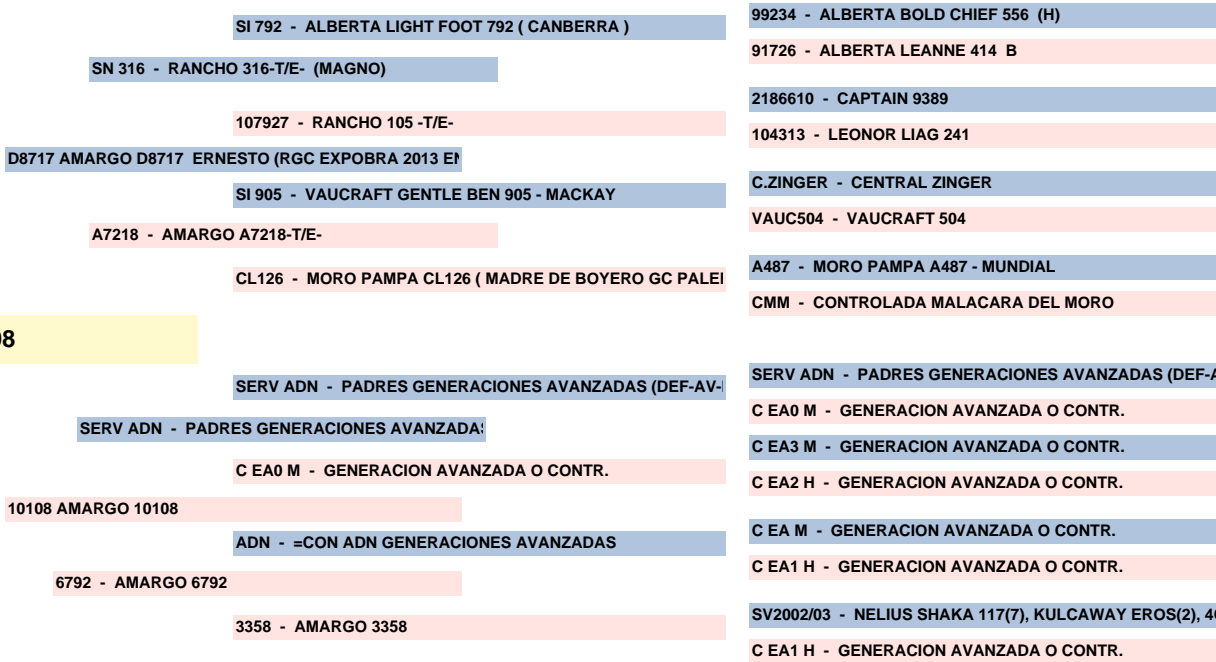 SI 792 - ALBERTA LIGHT FOOT 792 ( CANBERRA )
99234 - ALBERTA BOLD CHIEF 556 (H)
91726 - ALBERTA LEANNE 414 B
SN 316 - RANCHO 316-T/E- (MAGNO)
2186610 - CAPTAIN 9389
107927 - RANCHO 105 -T/E-
104313 - LEONOR LIAG 241
D8717 AMARGO D8717 ERNESTO (RGC EXPOBRA 2013
SI 905 - VAUCRAFT GENTLE BEN 905 - MACKAY
C.ZINGER - CENTRAL ZINGER
VAUC504 - VAUCRAFT 504
A7218 - AMARGO A7218-T/E-
A487 - MORO PAMPA A487 - MUNDIAL
CL126 - MORO PAMPA CL126 ( MADRE DE BOYERO GC
CMM - CONTROLADA MALACARA DEL MORO
SERV ADN - PADRES GENERACIONES AVANZADAS (DEF-AV-
SERV ADN - PADRES GENERACIONES AVANZADAS
C EA0 M - GENERACION AVANZADA O CONTR.
SERV ADN - PADRES GENERACIONES
C EA3 M - GENERACION AVANZADA O CONTR.
C EA0 M - GENERACION AVANZADA O CONTR.
C EA2 H - GENERACION AVANZADA O CONTR.
10108 AMARGO 10108
ADN - =CON ADN GENERACIONES AVANZADAS
C EA M - GENERACION AVANZADA O CONTR.
C EA1 H - GENERACION AVANZADA O CONTR.
6792 - AMARGO 6792
SV2002/03 - NELIUS SHAKA 117(7), KULCAWAY EROS(2),
3358 - AMARGO 3358
C EA1 H - GENERACION AVANZADA O CONTR.